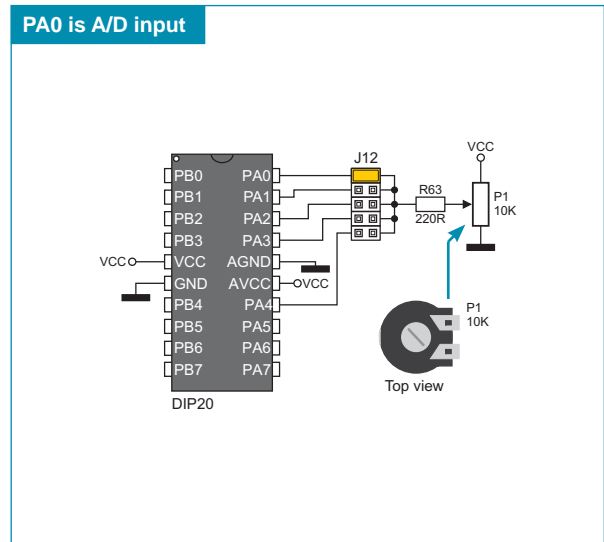 PA0 is A/D input
J12
VCC
R63
220R
P1
10K
PB0 PA0
PB1 PA1
PB2 PA2
PB3 PA3
VCC VCC AGND
GND AVCC VCC
PB4 PA4
PB5 PA5
PB6 PA6
PB7 PA7
DIP20
P1
10K
Top view